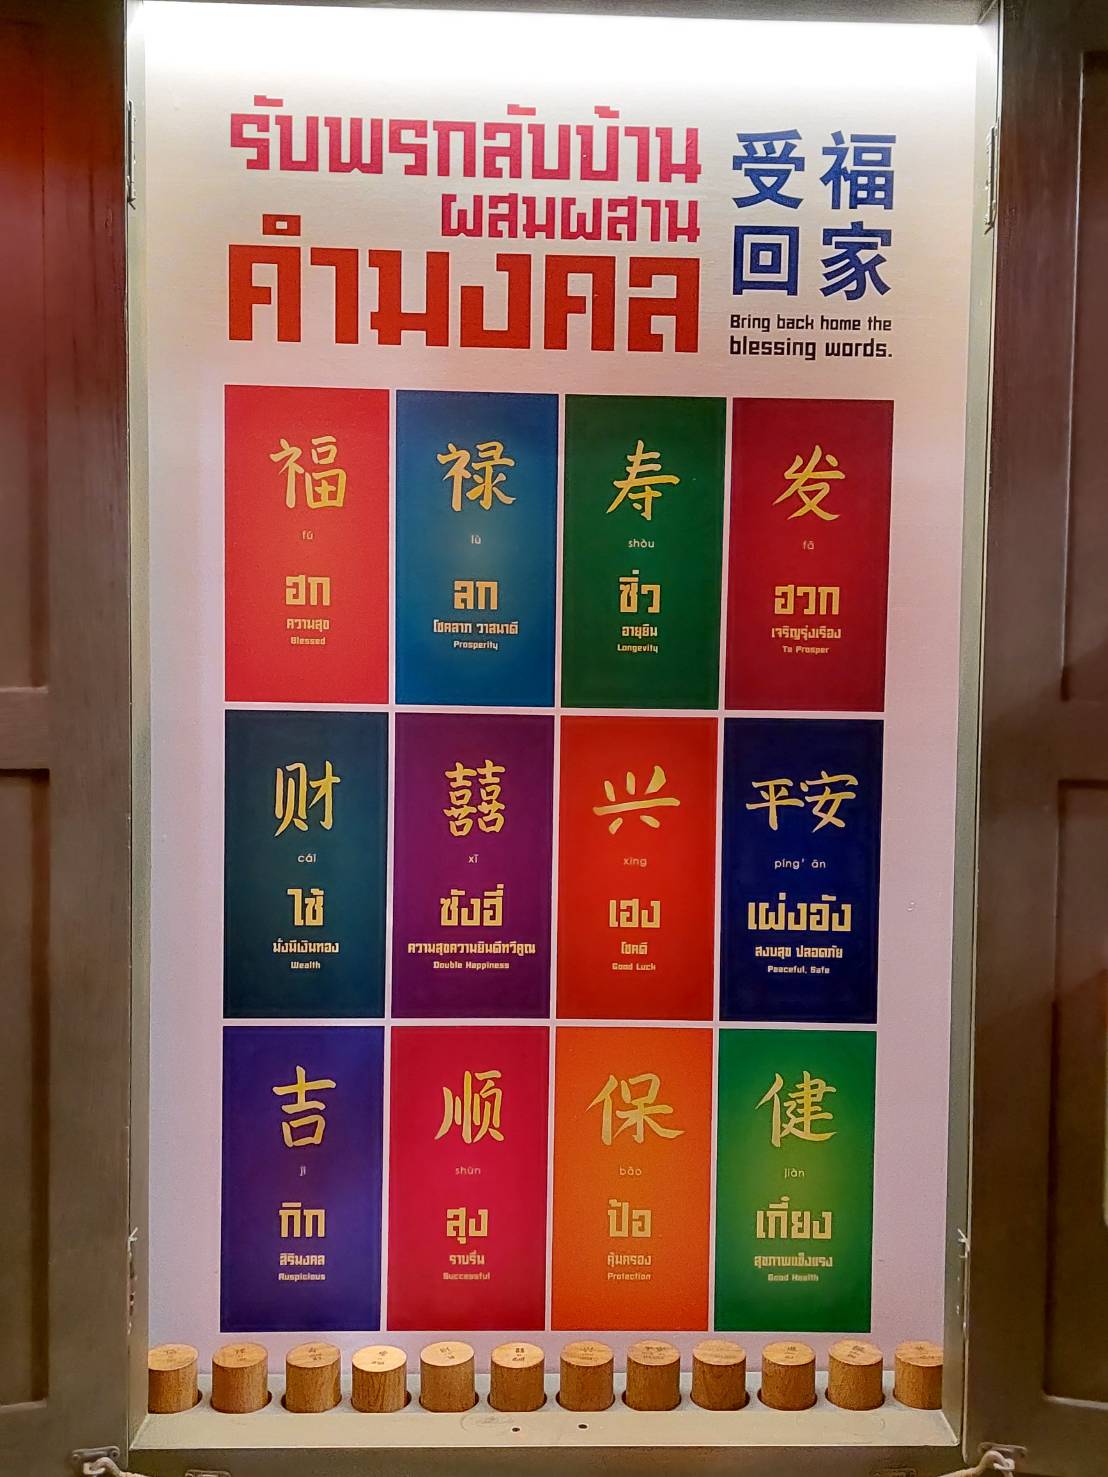 รับพรกลับบ้าน
ผสมผสาน
คำมงคล
受福
回家
Bring back home the
blessing words.
福
fú
ฮก
ความสุข
Blessed
禄
lù
ลก
โชคลาภ วาสนาดี
Prosperity
寿
shòu
ซิ่ว
อายุยืน
Longevity
发
fā
ฮวก
เจริญรุ่งเรือง
To Prosper
财
cái
ไช้
มั่งมีเงินทอง
Wealth
囍
xǐ
ซังฮี่
ความสุขความยินดีทวีคูณ
Double Happiness
兴
xìng
เฮง
โชคดี
Good Luck
平安
píng' ān
เผ่งอัง
สงบสุข ปลอดภัย
Peaceful, Safe
吉
jí
กิก
สิริมงคล
Auspicious
顺
shùn
สูง
ราบรื่น
Successful
保
bǎo
ป้อ
คุ้มครอง
Protection
健
jiàn
เกี๋ยง
สุขภาพแข็งแรง
Good Health